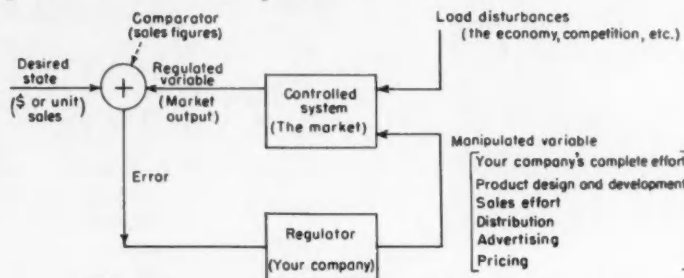 Comparator
(sales figures)
Load disturbances
(the economy, competition, etc.)
Desired
state
($ or unit)
sales
+
Regulated
variable
(Market
output)
Controlled
system
(The market)
Manipulated variable
Your company's complete effort
Product design and development
Sales effort
Distribution
Advertising
Pricing
Error
Regulator
(Your company)